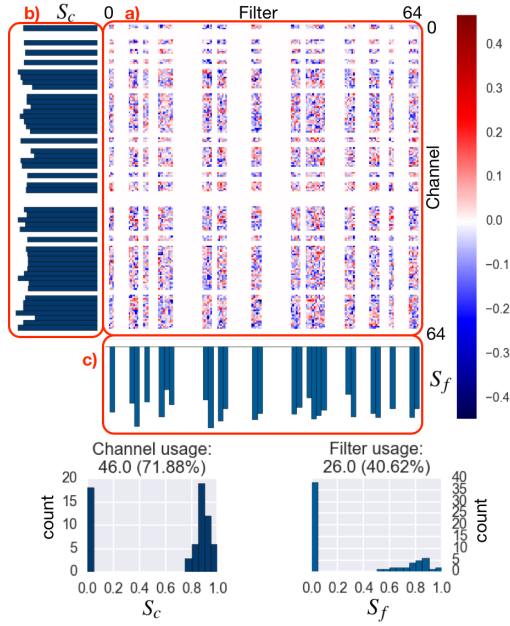 b) S_c 0 a) Filter 64
0
Channel
64
c)
S_f
0.4
0.3
0.2
0.1
0.0
−0.1
−0.2
−0.3
−0.4
Channel usage:
46.0 (71.88%)
count
20
15
10
5
0
0.0 0.2 0.4 0.6 0.8 1.0
S_c
Filter usage:
26.0 (40.62%)
40
35
30
25
20
15
10
5
0
count
0.0 0.2 0.4 0.6 0.8 1.0
S_f